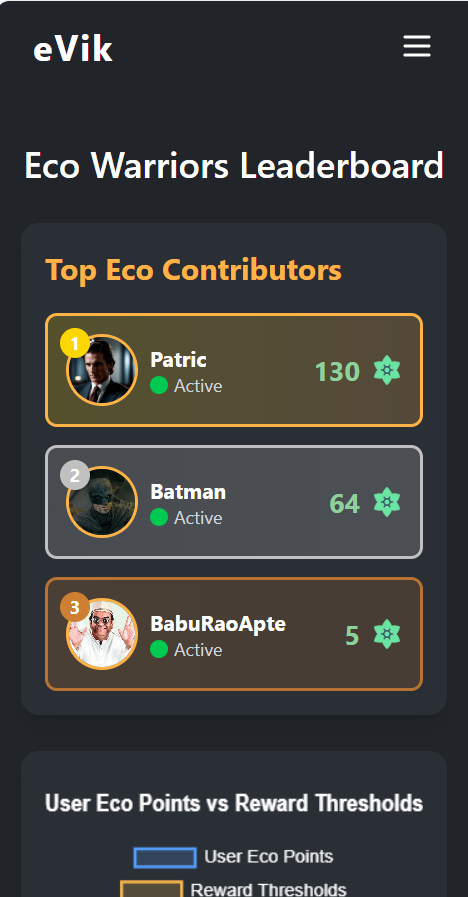 eVik
Eco Warriors Leaderboard
Top Eco Contributors
1
Patric
Active
130
2
Batman
Active
64
3
BabuRaoApte
Active
5
User Eco Points vs Reward Thresholds
User Eco Points
Reward Thresholds